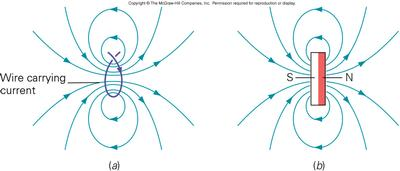 Copyright © The McGraw-Hill Companies, Inc. Permission required for reproduction or display.
Wire carrying
current
S
N
(a)
(b)